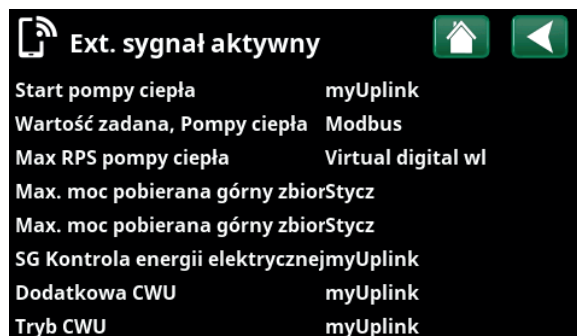 Ext. sygnał aktywny
Start pompy ciepła myUplink
Wartość zadana, Pompy ciepła Modbus
Max RPS pompy ciepła Virtual digital wl
Max. moc pobierana górny zbiorStycz
Max. moc pobierana górny zbiorStycz
SG Kontrola energii elektrycznejmyUplink
Dodatkowa CWU myUplink
Tryb CWU myUplink